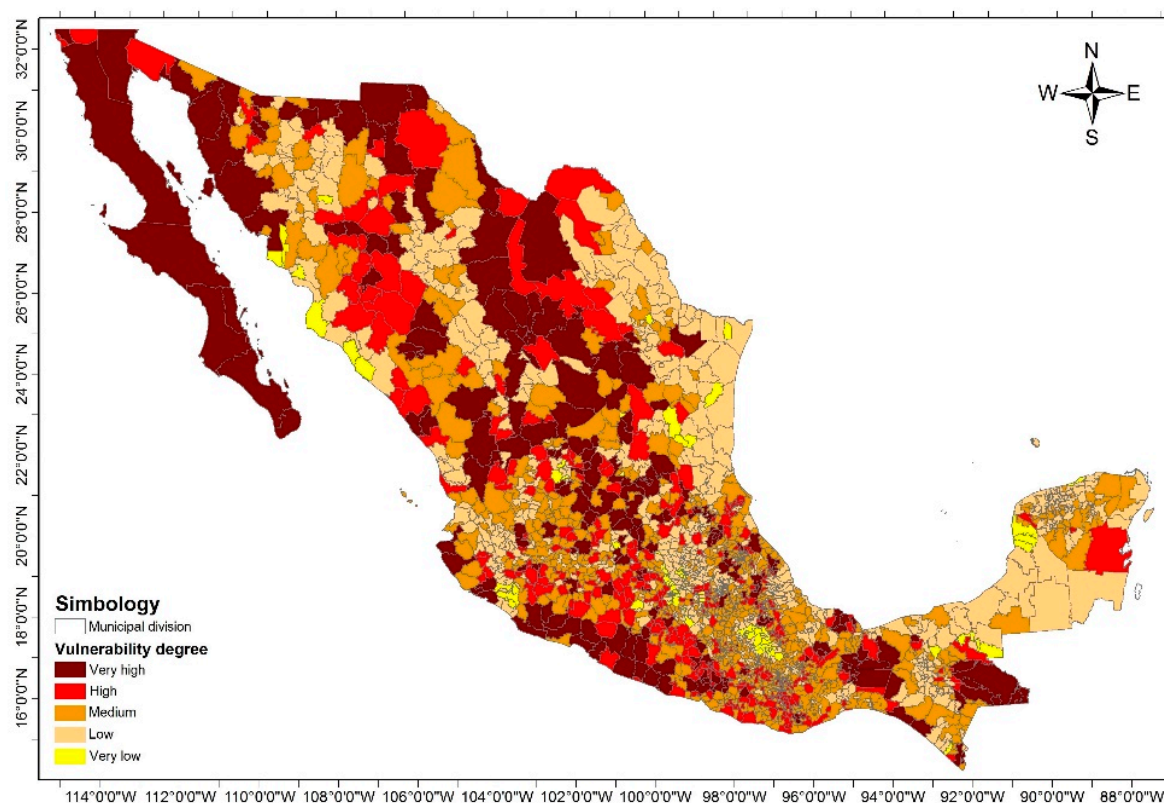 N
W E
S
32°0'0"N
30°0'0"N
28°0'0"N
26°0'0"N
24°0'0"N
22°0'0"N
20°0'0"N
18°0'0"N
16°0'0"N
Simbology
Municipal division
Vulnerability degree
Very high
High
Medium
Low
Very low
114°0'0"W 112°0'0"W 110°0'0"W 108°0'0"W 106°0'0"W 104°0'0"W 102°0'0"W 100°0'0"W 98°0'0"W 96°0'0"W 94°0'0"W 92°0'0"W 90°0'0"W 88°0'0"W